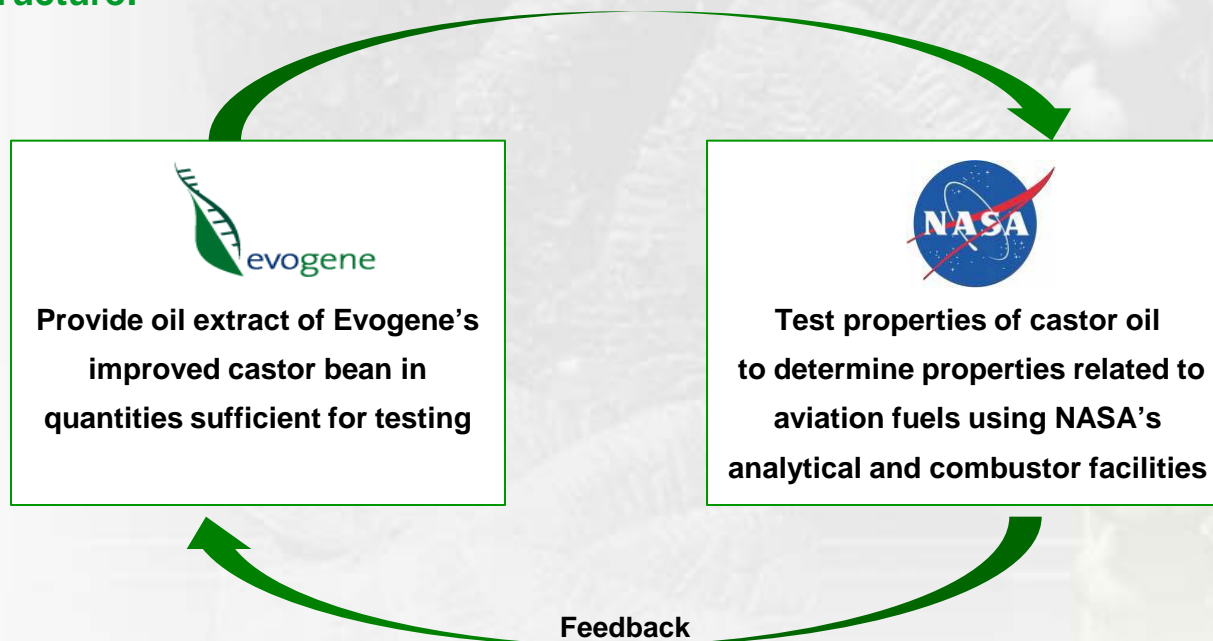 evogene
Provide oil extract of Evogene's
improved castor bean in
quantities sufficient for testing
NASA
Test properties of castor oil
to determine properties related to
aviation fuels using NASA's
analytical and combustor facilities
Feedback